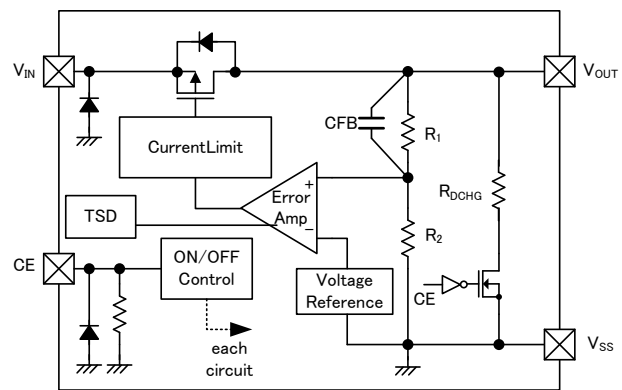 VIN
VOUT
CFB
R1
CurrentLimit
RDCHG
+
Error
Amp
−
TSD
R2
CE
ON/OFF
Control
Voltage
Reference
CE
each
circuit
VSS